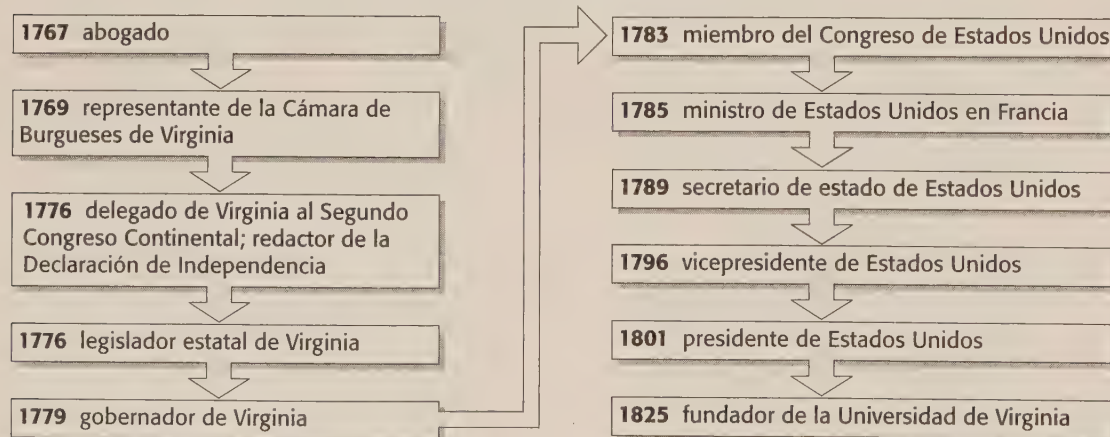 1767 abogado
1769 representante de la Cámara de
Burgueses de Virginia
1776 delegado de Virginia al Segundo
Congreso Continental; redactor de la
Declaración de Independencia
1776 legislador estatal de Virginia
1779 gobernador de Virginia
1783 miembro del Congreso de Estados Unidos
1785 ministro de Estados Unidos en Francia
1789 secretario de estado de Estados Unidos
1796 vicepresidente de Estados Unidos
1801 presidente de Estados Unidos
1825 fundador de la Universidad de Virginia